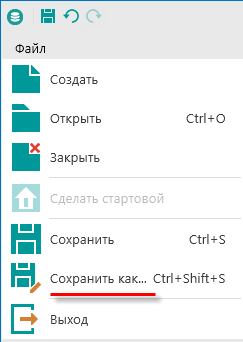 Файл
Создать
Открыть Ctrl+O
Закрыть
Сделать стартовой
Сохранить Ctrl+S
Сохранить как... Ctrl+Shift+S
Выход